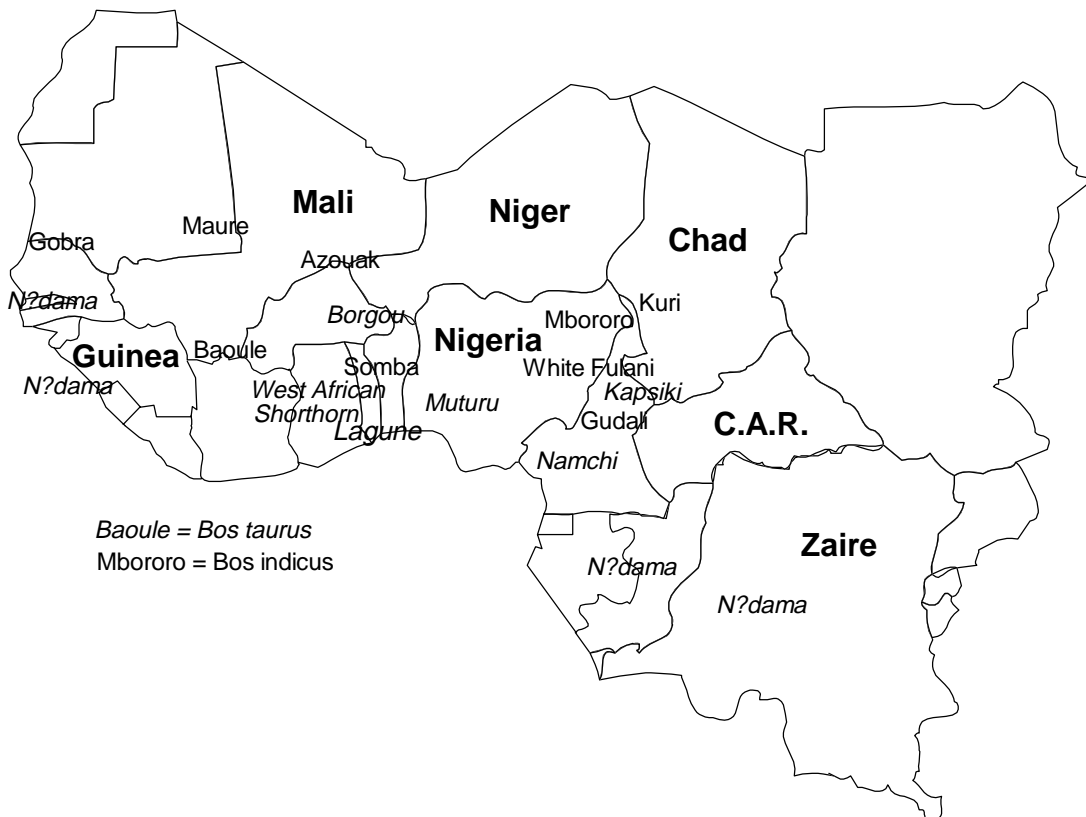 Mali
Niger
Chad
Maure
Gobra
Azouak
N?dama
Borgou
Mbororo
Kuri
Nigeria
Guinea
Baoule
Somba
White Fulani
N?dama
West African
Shorthorn
Muturu
Kapsiki
Gudali
C.A.R.
Lagune
Namchi
Baoule = Bos taurus
Mbororo = Bos indicus
Zaire
N?dama
N?dama